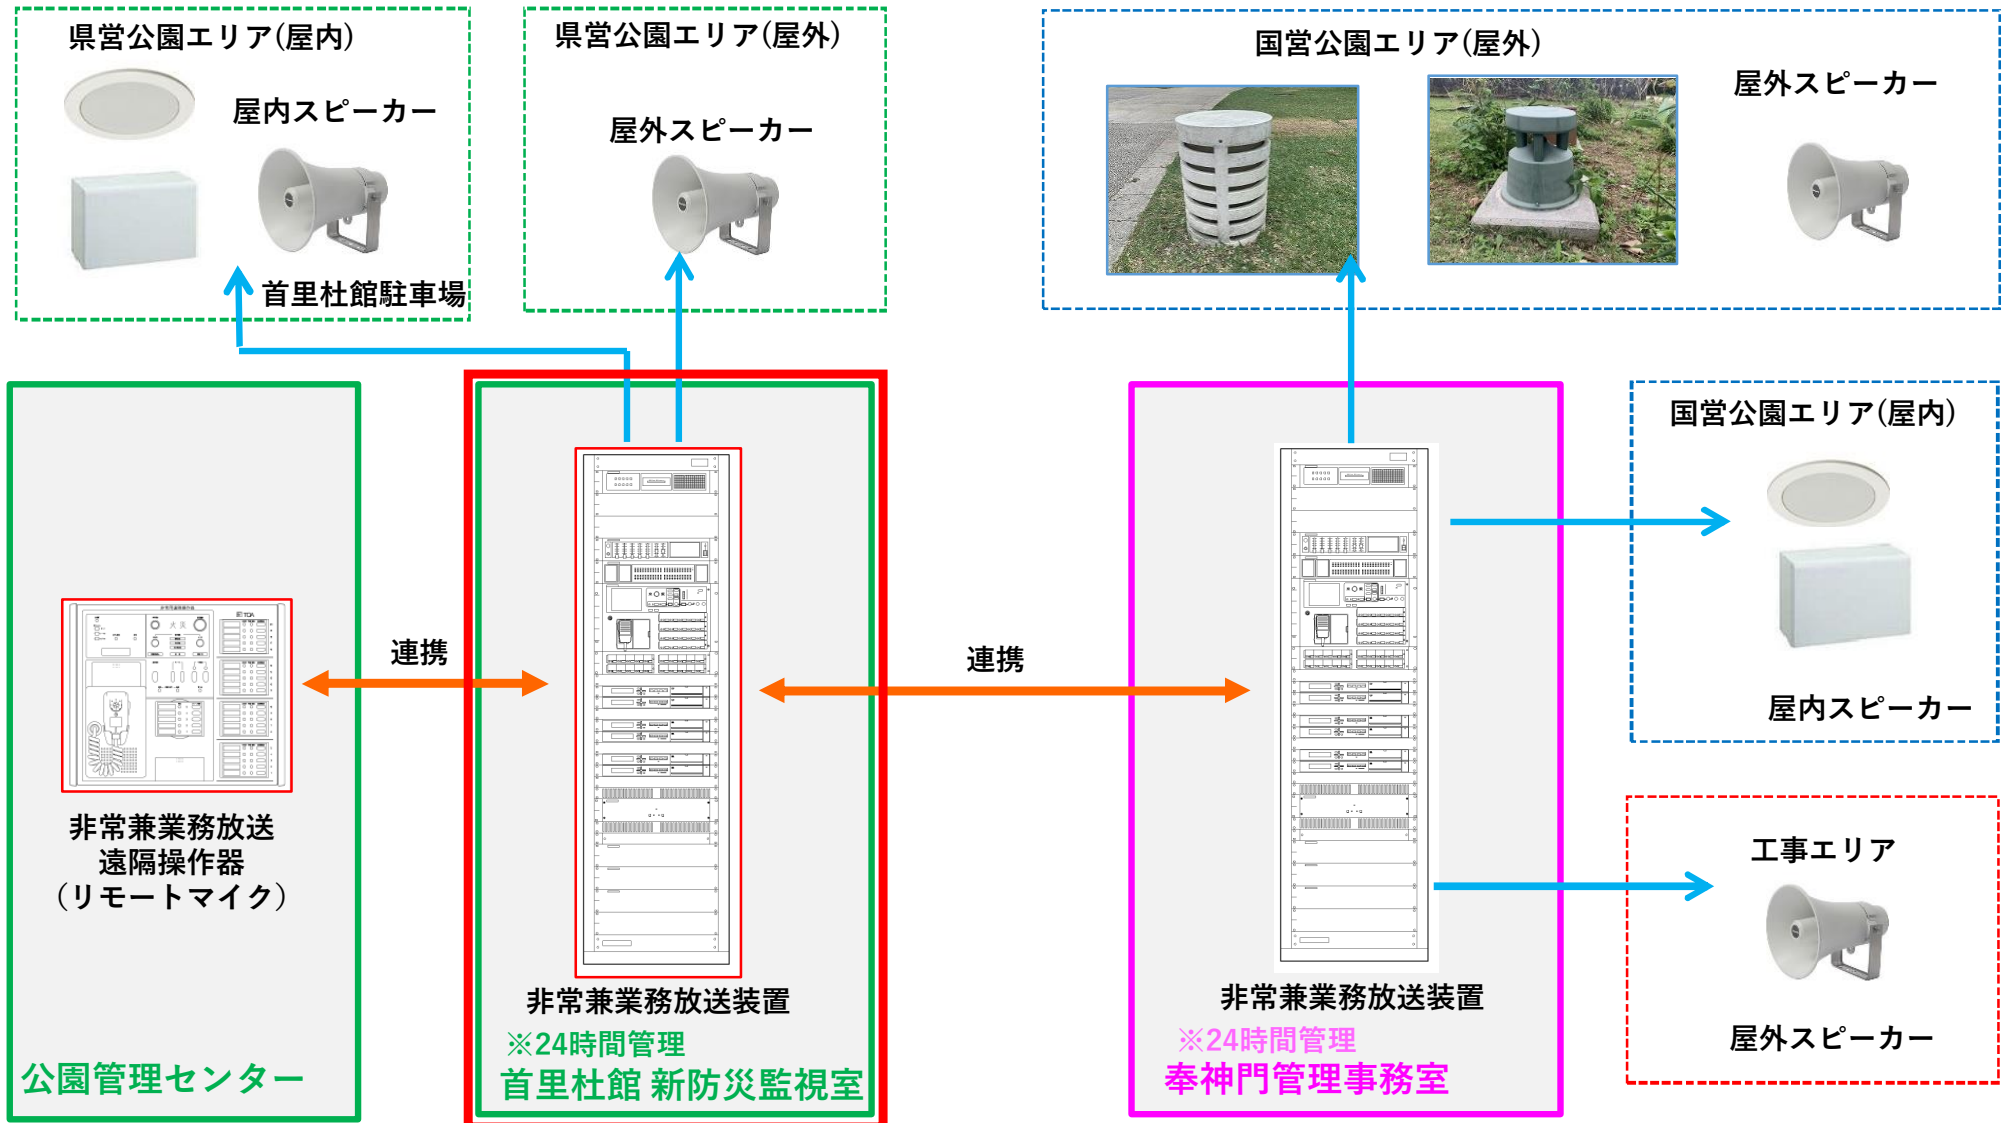 県営公園エリア(屋内)
屋内スピーカー
首里杜館駐車場
県営公園エリア(屋外)
屋外スピーカー
国営公園エリア(屋外)
屋外スピーカー
国営公園エリア(屋内)
屋内スピーカー
工事エリア
屋外スピーカー
連携
連携
火災
TOA
非常兼業務放送
遠隔操作器
（リモートマイク）
公園管理センター
非常兼業務放送装置
※24時間管理
首里杜館 新防災監視室
非常兼業務放送装置
※24時間管理
奉神門管理事務室